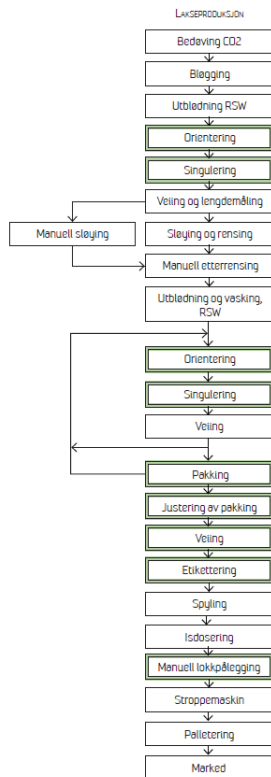 LAKSEPRODUKSJON
Bedøving CO2
Bløgging
Utblødning RSW
Orientering
Singulering
Veiing og lengdemåling
Manuell sløying
Sløying og rensing
Manuell etterrensing
Utblødning og vasking,
RSW
Orientering
Singulering
Veiing
Pakking
Justering av pakking
Veiing
Etikettering
Spyling
Isdosering
Manuell lokkpålegging
Stroppemaskin
Palletering
Marked